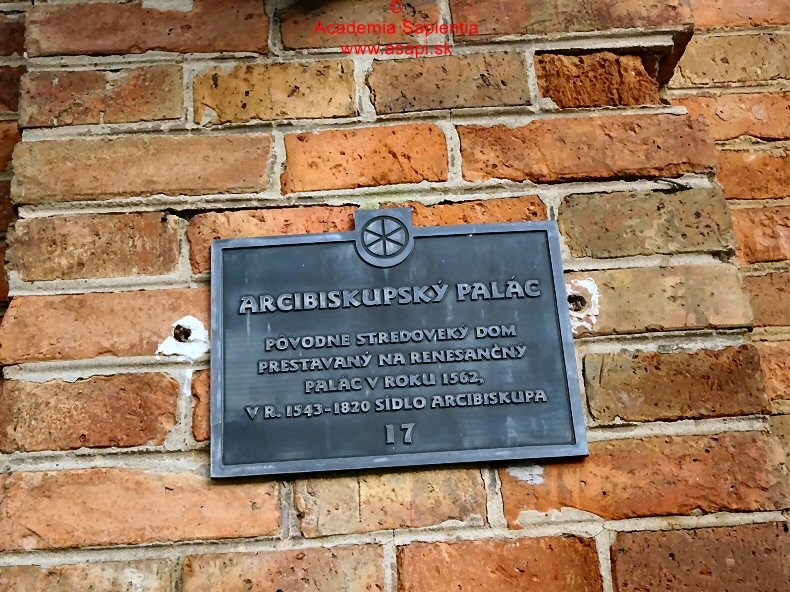 ©
Academia Sapientia
www.asapi.sk
ARCIBISKUPSKÝ PALÁC
PÔVODNE STREDOVEKÝ DOM
PRESTAVANÝ NA RENESANČNÝ
PALÁC V ROKU 1562,
V R. 1543-1820 SÍDLO ARCIBISKUPA
17